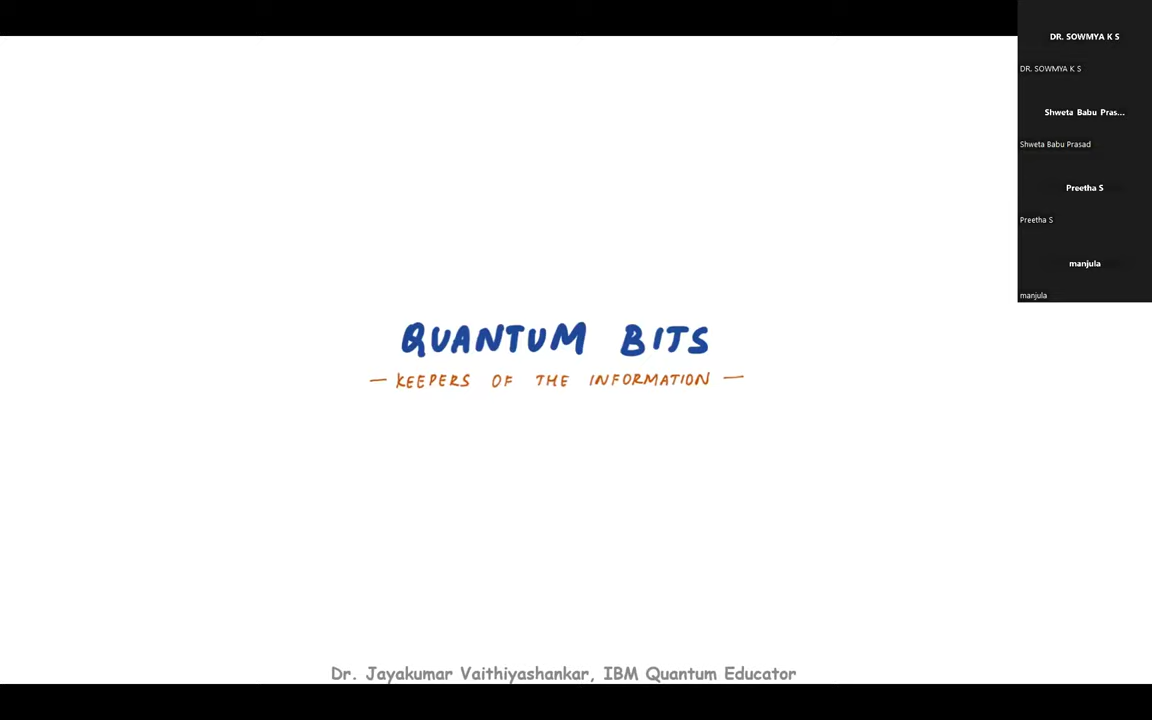 QUANTUM BITS
— KEEPERS OF THE INFORMATION —
Dr. Jayakumar Vaithiyashankar, IBM Quantum Educator
DR. SOWMYA K S
DR. SOWMYA K S
Shweta Babu Pras...
Shweta Babu Prasad
Preetha S
Preetha S
manjula
manjula